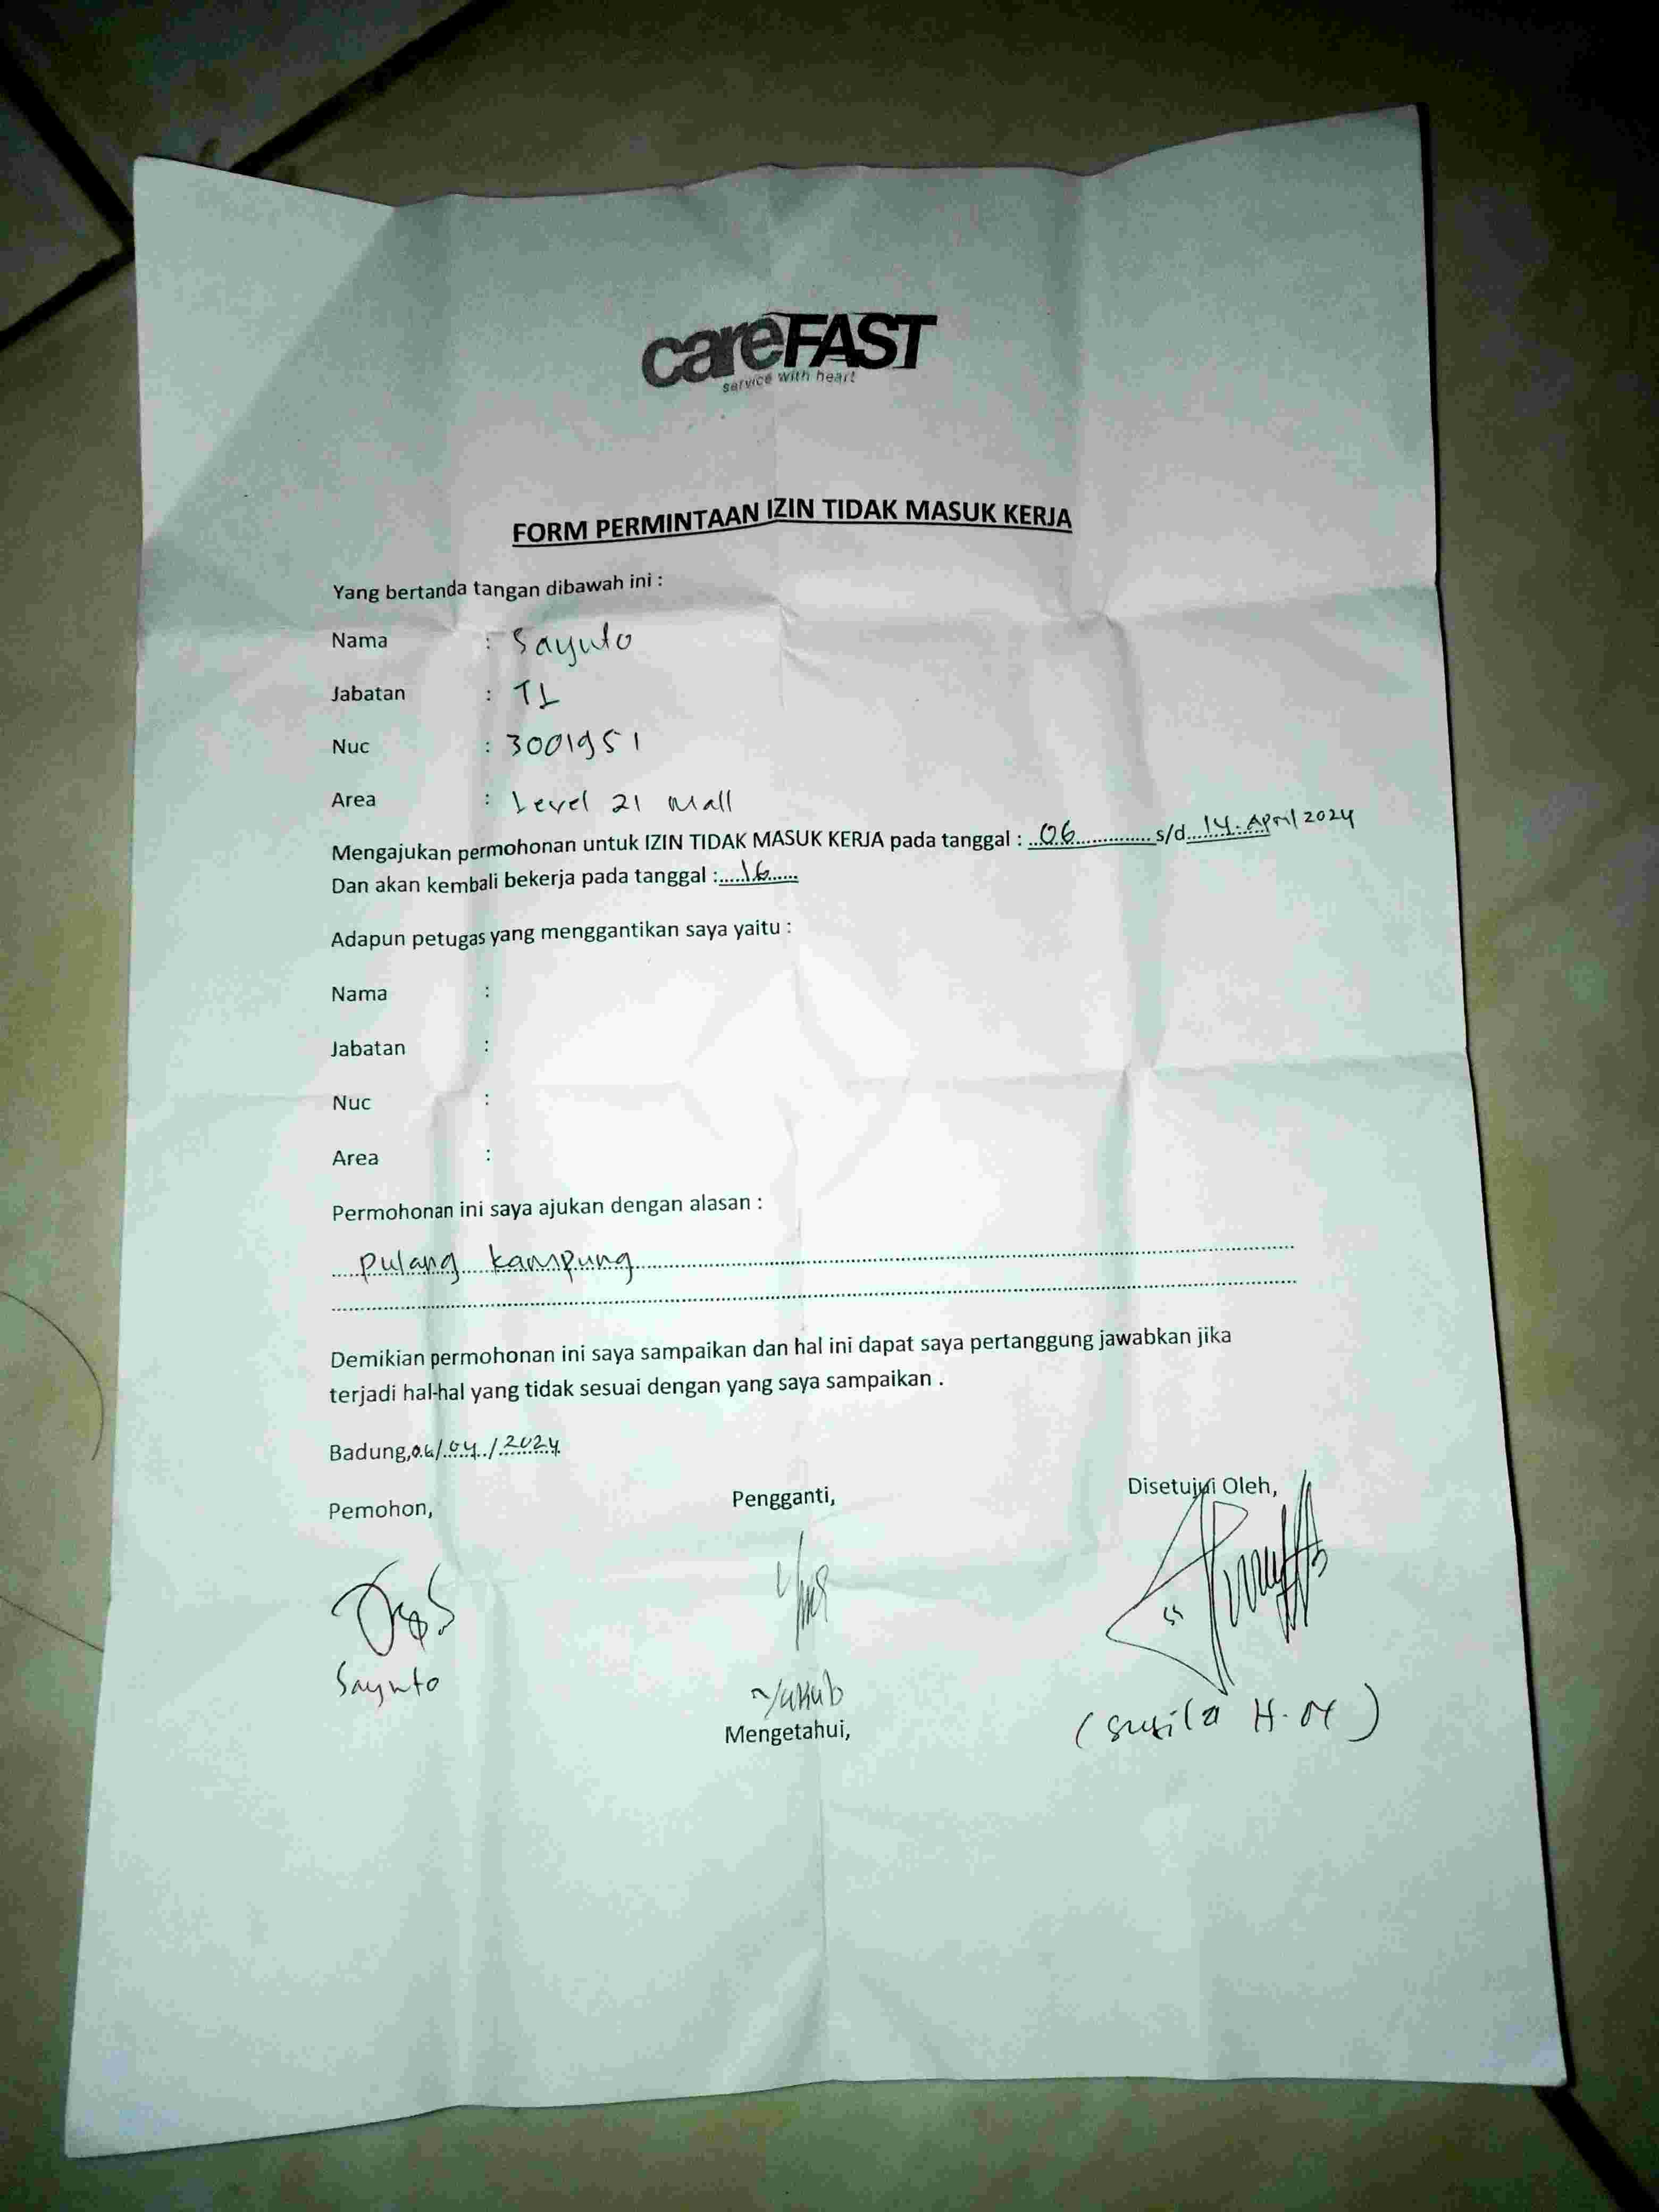 careFAST
service with heart
FORM PERMINTAAN IZIN TIDAK MASUK KERJA
Yang bertanda tangan dibawah ini :
Nama : Sayuto
Jabatan : TL
Nuc : 3001951
Area : Level 21 Mall
Mengajukan permohonan untuk IZIN TIDAK MASUK KERJA pada tanggal : 06 s/d 14 April 2024
Dan akan kembali bekerja pada tanggal : 16
Adapun petugas yang menggantikan saya yaitu :
Nama :
Jabatan :
Nuc :
Area :
Permohonan ini saya ajukan dengan alasan :
pulang kampung
Demikian permohonan ini saya sampaikan dan hal ini dapat saya pertanggung jawabkan jika
terjadi hal-hal yang tidak sesuai dengan yang saya sampaikan .
Badung, 06/04/2024
Pemohon, Pengganti, Disetujui Oleh,
Sayuto Yakub
Mengetahui,